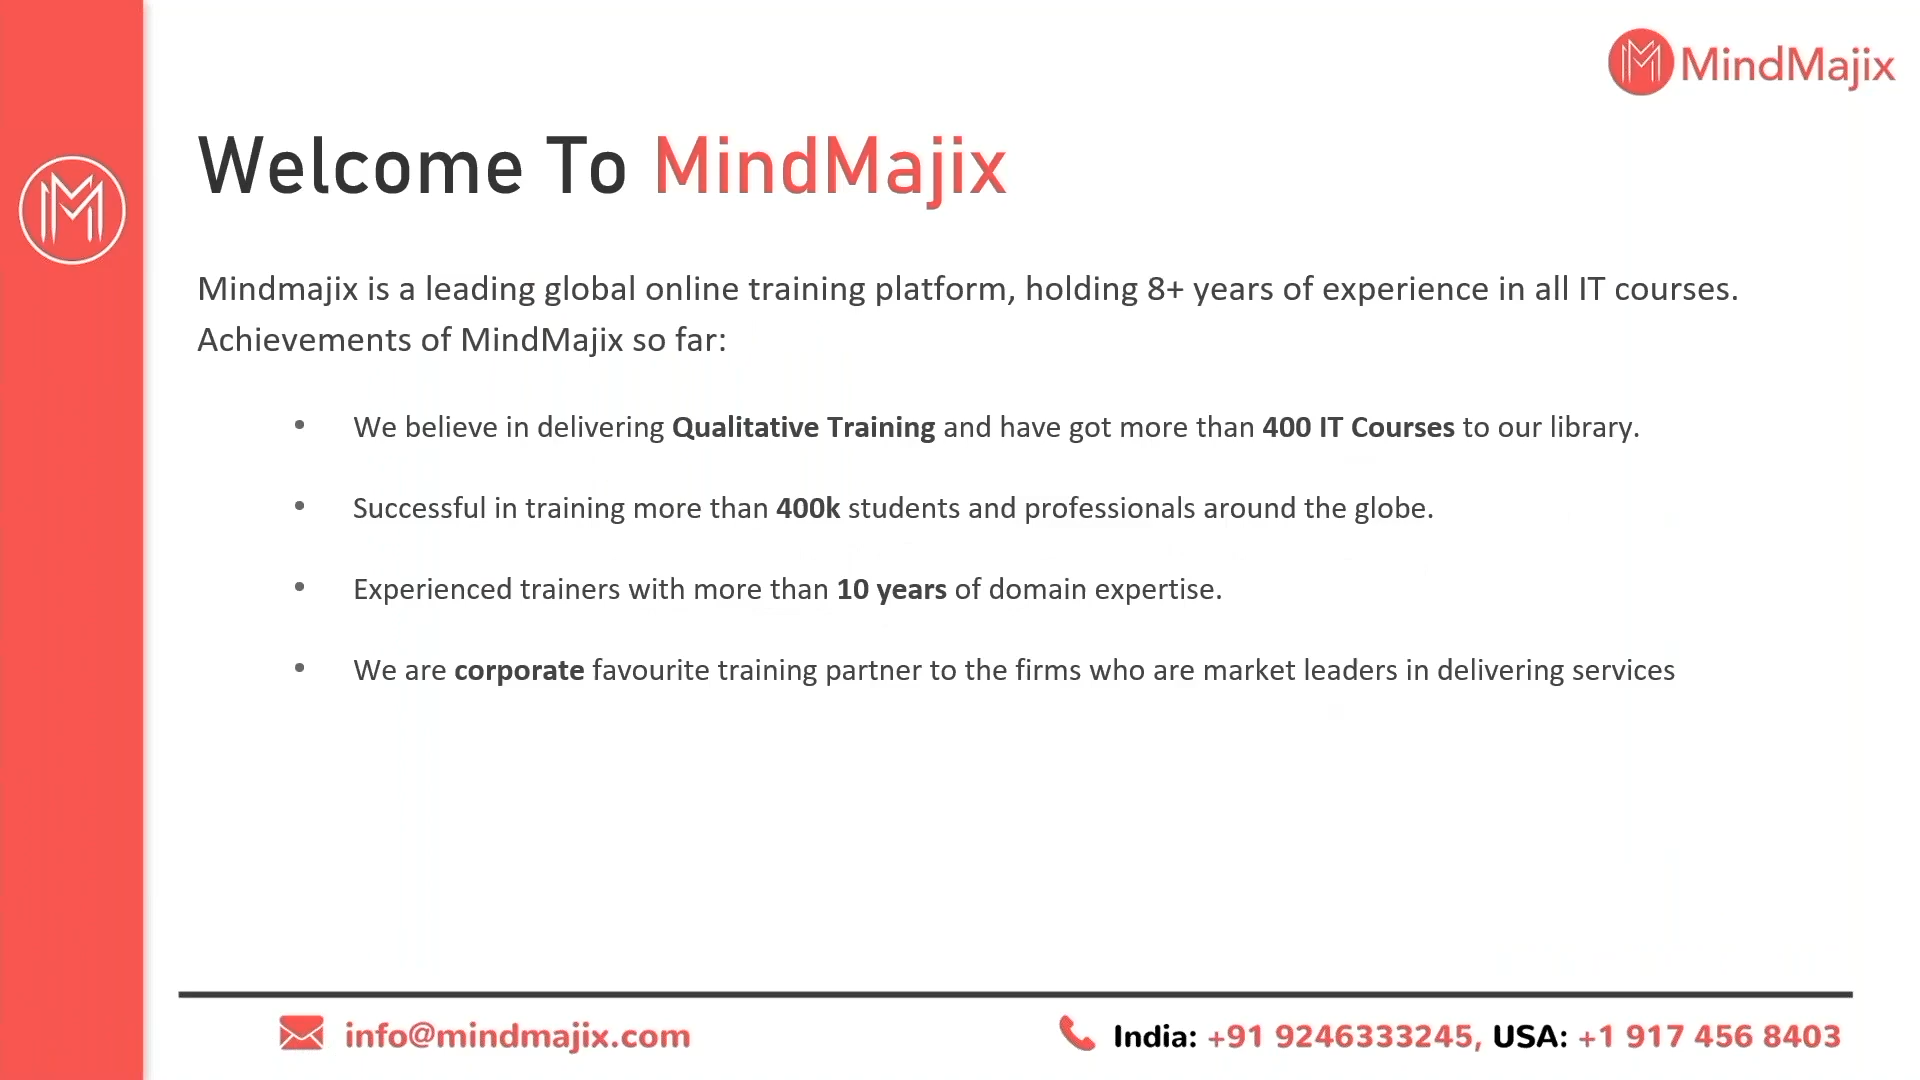 MindMajix
Welcome To MindMajix
Mindmajix is a leading global online training platform, holding 8+ years of experience in all IT courses.
Achievements of MindMajix so far:
• We believe in delivering Qualitative Training and have got more than 400 IT Courses to our library.
• Successful in training more than 400k students and professionals around the globe.
• Experienced trainers with more than 10 years of domain expertise.
• We are corporate favourite training partner to the firms who are market leaders in delivering services
info@mindmajix.com
India: +91 9246333245, USA: +1 917 456 8403